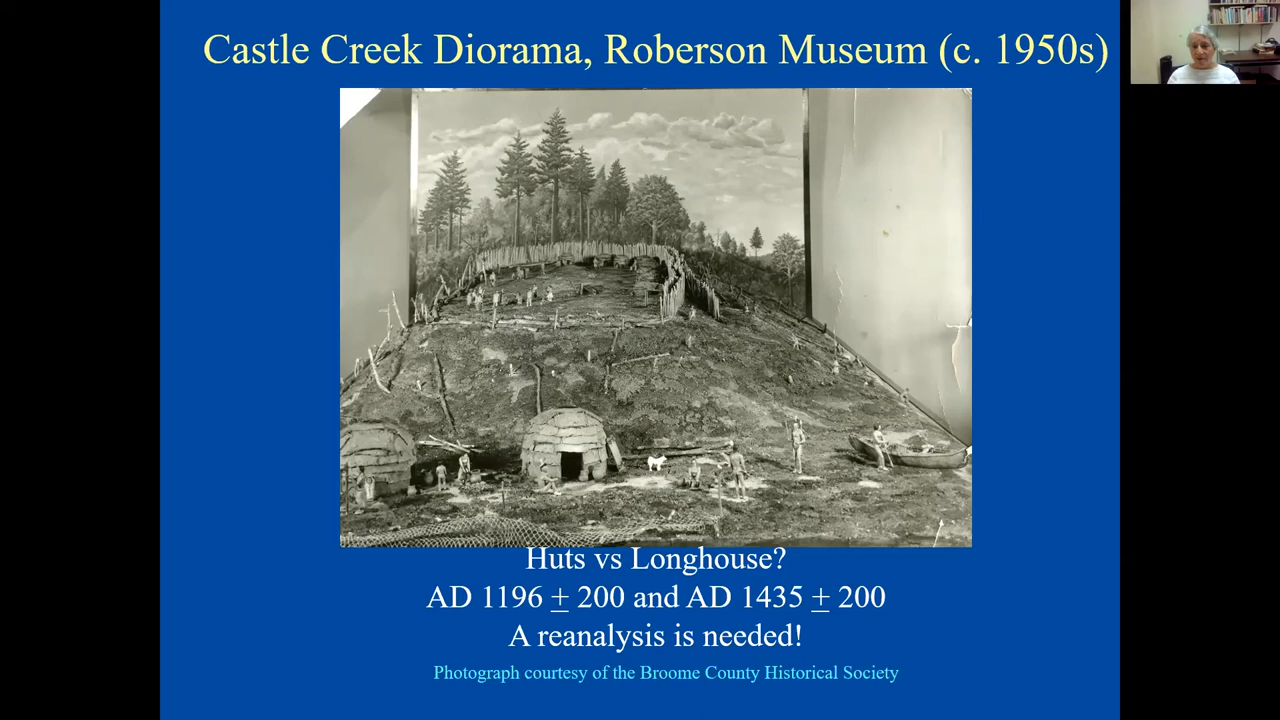 Castle Creek Diorama, Roberson Museum (c. 1950s)
Huts vs Longhouse?
AD 1196 ± 200 and AD 1435 ± 200
A reanalysis is needed!
Photograph courtesy of the Broome County Historical Society